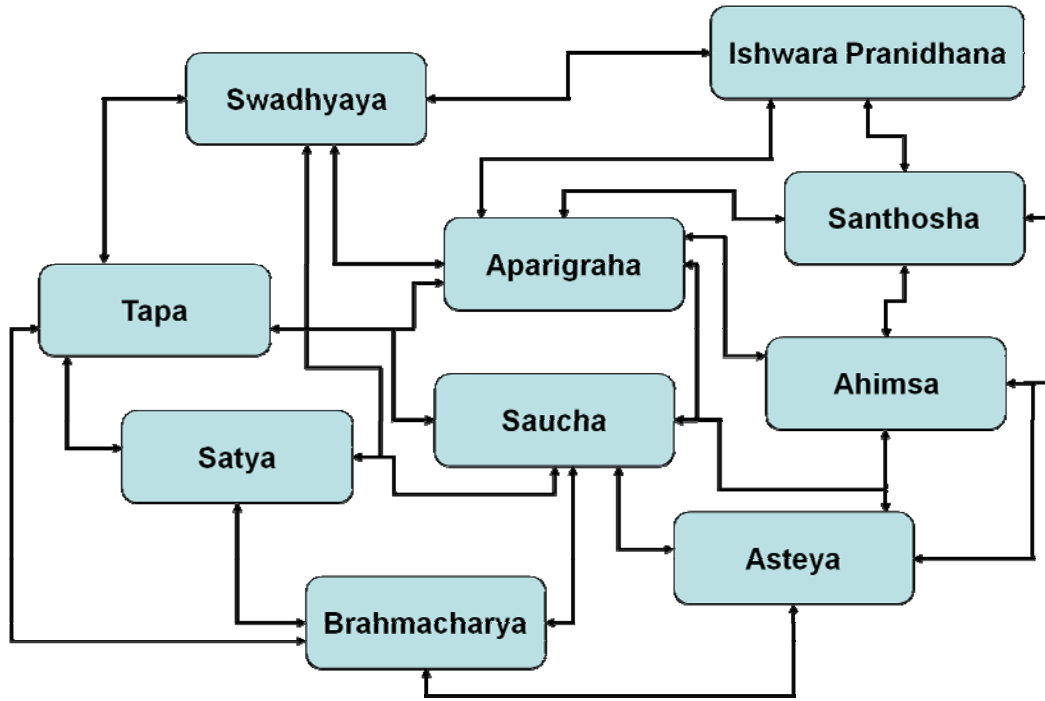 Ishwara Pranidhana
Swadhyaya
Santhosha
Aparigraha
Tapa
Ahimsa
Saucha
Satya
Asteya
Brahmacharya